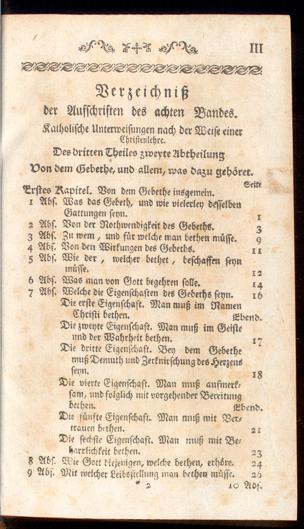 III
Verzeichniß
der Aufschriften des achten Bandes.
Katholische Unterweisungen nach der Weise einer
Christenlehre.
Des dritten Theiles zweyte Abtheilung
Von dem Gebethe, und allem, was dazu gehöret.
Seite
Erstes Kapitel. Von dem Gebethe insgemein.
1 Abs. Was das Gebeth, und wie vielerley desselben
Gattungen seyn. 1
2 Abs. Von der Nothwendigkeit des Gebeths. 3
3 Abs. Zu wem, und für welche man bethen müsse. 9
4 Abs. Von den Wirkungen des Gebeths. 11
5 Abs. Wie der, welcher bethet, beschaffen seyn
müsse. 12
6 Abs. Was man von Gott begehren solle. 14
7 Abs. Welche die Eigenschaften des Gebeths seyn. 16
Die erste Eigenschaft. Man muß im Namen
Christi bethen. Ebend.
Die zweyte Eigenschaft. Man muß im Geiste
und der Wahrheit bethen. 17
Die dritte Eigenschaft. Bey dem Gebethe
muß Demuth und Zerknirschung des Herzens
seyn. 18
Die vierte Eigenschaft. Man muß aufmerk-
sam, und folglich mit vorgehender Bereitung
bethen. Ebend.
Die fünfte Eigenschaft. Man muß mit Ver-
trauen bethen. 21
Die sechste Eigenschaft. Man muß mit Be-
harrlichkeit bethen. 23
8 Abs. Wie Gott diejenigen, welche bethen, erhöre. 24
9 Abs. Mit welcher Leibstellung man bethen müsse. 26
* 2 10 Abs.